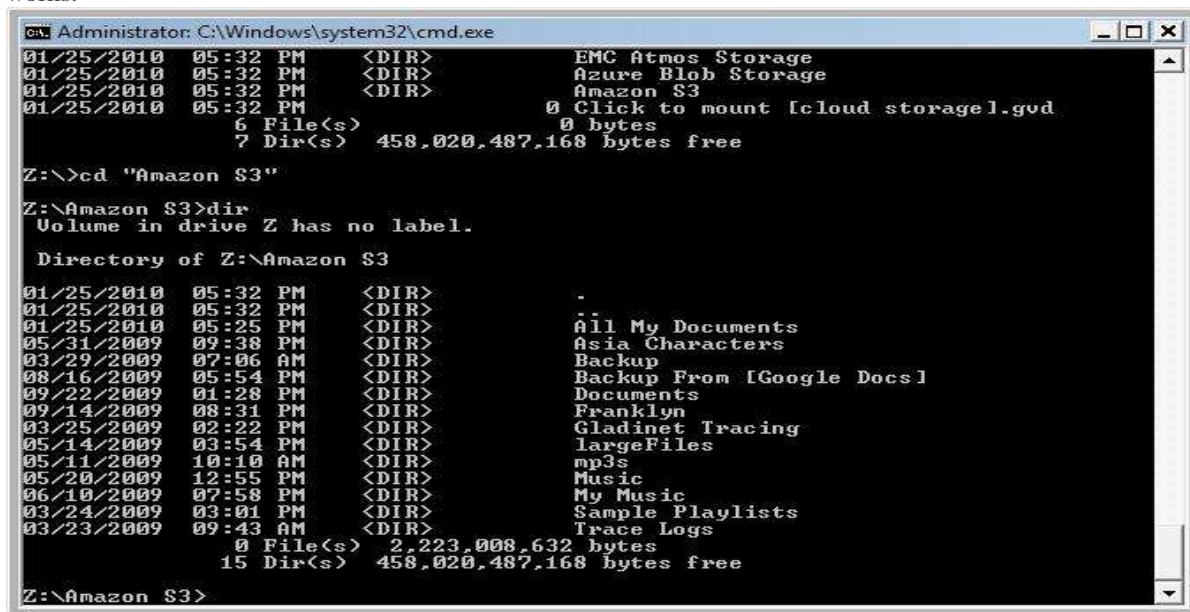 works:
Administrator: C:\Windows\system32\cmd.exe
01/25/2010 05:32 PM <DIR> EMC Atmos Storage
01/25/2010 05:32 PM <DIR> Azure Blob Storage
01/25/2010 05:32 PM <DIR> Amazon S3
01/25/2010 05:32 PM 0 Click to mount [cloud storage].gvd
6 File(s) 0 bytes
7 Dir(s) 458,020,487,168 bytes free
Z:\>cd "Amazon S3"
Z:\Amazon S3>dir
Volume in drive Z has no label.
Directory of Z:\Amazon S3
01/25/2010 05:32 PM <DIR> .
01/25/2010 05:32 PM <DIR> ..
01/25/2010 05:25 PM <DIR> All My Documents
05/31/2009 09:38 PM <DIR> Asia Characters
03/29/2009 07:06 AM <DIR> Backup
08/16/2009 05:54 PM <DIR> Backup From [Google Docs]
09/22/2009 01:28 PM <DIR> Documents
09/14/2009 08:31 PM <DIR> Franklyn
03/25/2009 02:22 PM <DIR> Gladinet Tracing
05/14/2009 03:54 PM <DIR> largeFiles
05/11/2009 10:10 AM <DIR> mp3s
05/20/2009 12:55 PM <DIR> Music
06/10/2009 07:58 PM <DIR> My Music
03/24/2009 03:01 PM <DIR> Sample Playlists
03/23/2009 09:43 AM <DIR> Trace Logs
0 File(s) 2,223,008,632 bytes
15 Dir(s) 458,020,487,168 bytes free
Z:\Amazon S3>